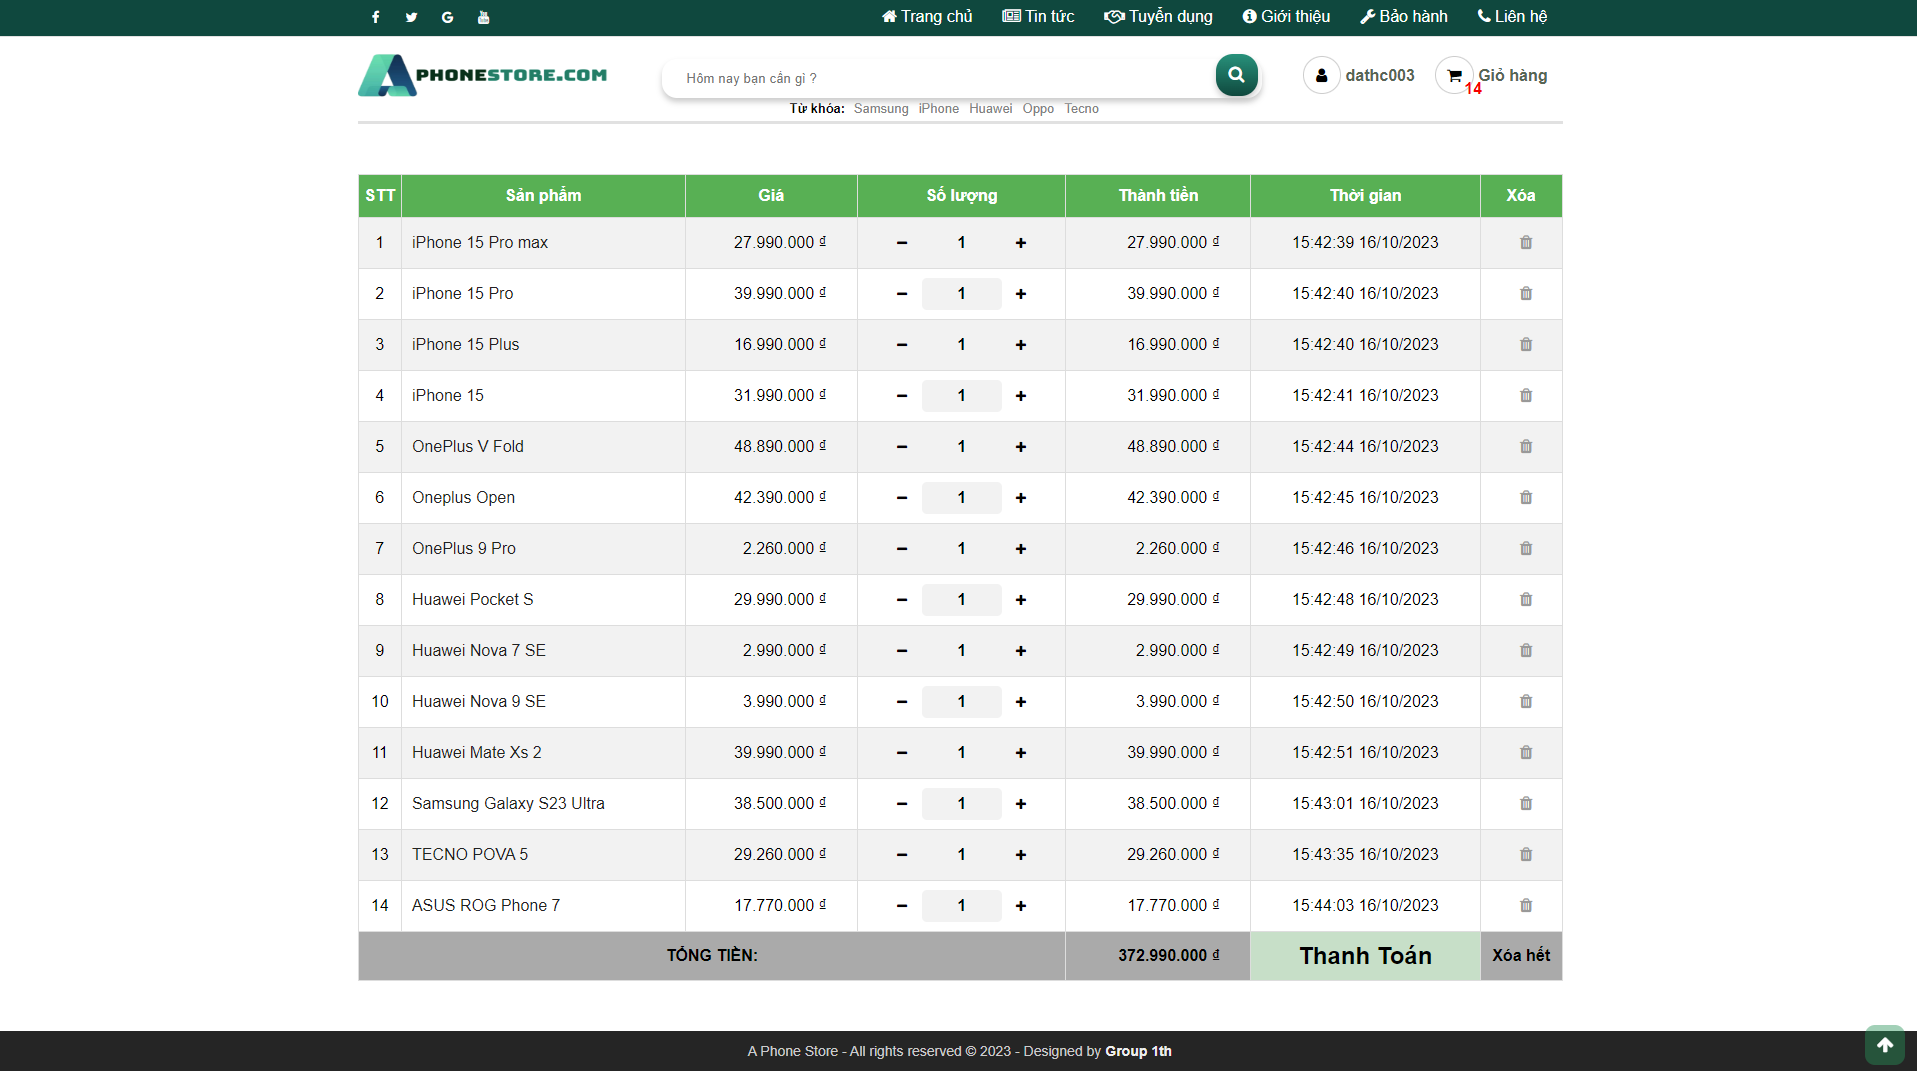 Trang chủ Tin tức Tuyển dụng Giới thiệu Bảo hành Liên hệ
APHONESTORE.COM
Hôm nay bạn cần gì ?
dathc003
14
Giỏ hàng
Từ khóa: Samsung iPhone Huawei Oppo Tecno
STT Sản phẩm Giá Số lượng Thành tiền Thời gian Xóa
1 iPhone 15 Pro max 27.990.000 ₫ 1 27.990.000 ₫ 15:42:39 16/10/2023
2 iPhone 15 Pro 39.990.000 ₫ 1 39.990.000 ₫ 15:42:40 16/10/2023
3 iPhone 15 Plus 16.990.000 ₫ 1 16.990.000 ₫ 15:42:40 16/10/2023
4 iPhone 15 31.990.000 ₫ 1 31.990.000 ₫ 15:42:41 16/10/2023
5 OnePlus V Fold 48.890.000 ₫ 1 48.890.000 ₫ 15:42:44 16/10/2023
6 Oneplus Open 42.390.000 ₫ 1 42.390.000 ₫ 15:42:45 16/10/2023
7 OnePlus 9 Pro 2.260.000 ₫ 1 2.260.000 ₫ 15:42:46 16/10/2023
8 Huawei Pocket S 29.990.000 ₫ 1 29.990.000 ₫ 15:42:48 16/10/2023
9 Huawei Nova 7 SE 2.990.000 ₫ 1 2.990.000 ₫ 15:42:49 16/10/2023
10 Huawei Nova 9 SE 3.990.000 ₫ 1 3.990.000 ₫ 15:42:50 16/10/2023
11 Huawei Mate Xs 2 39.990.000 ₫ 1 39.990.000 ₫ 15:42:51 16/10/2023
12 Samsung Galaxy S23 Ultra 38.500.000 ₫ 1 38.500.000 ₫ 15:43:01 16/10/2023
13 TECNO POVA 5 29.260.000 ₫ 1 29.260.000 ₫ 15:43:35 16/10/2023
14 ASUS ROG Phone 7 17.770.000 ₫ 1 17.770.000 ₫ 15:44:03 16/10/2023
TỔNG TIỀN: 372.990.000 ₫ Thanh Toán Xóa hết
A Phone Store - All rights reserved © 2023 - Designed by Group 1th